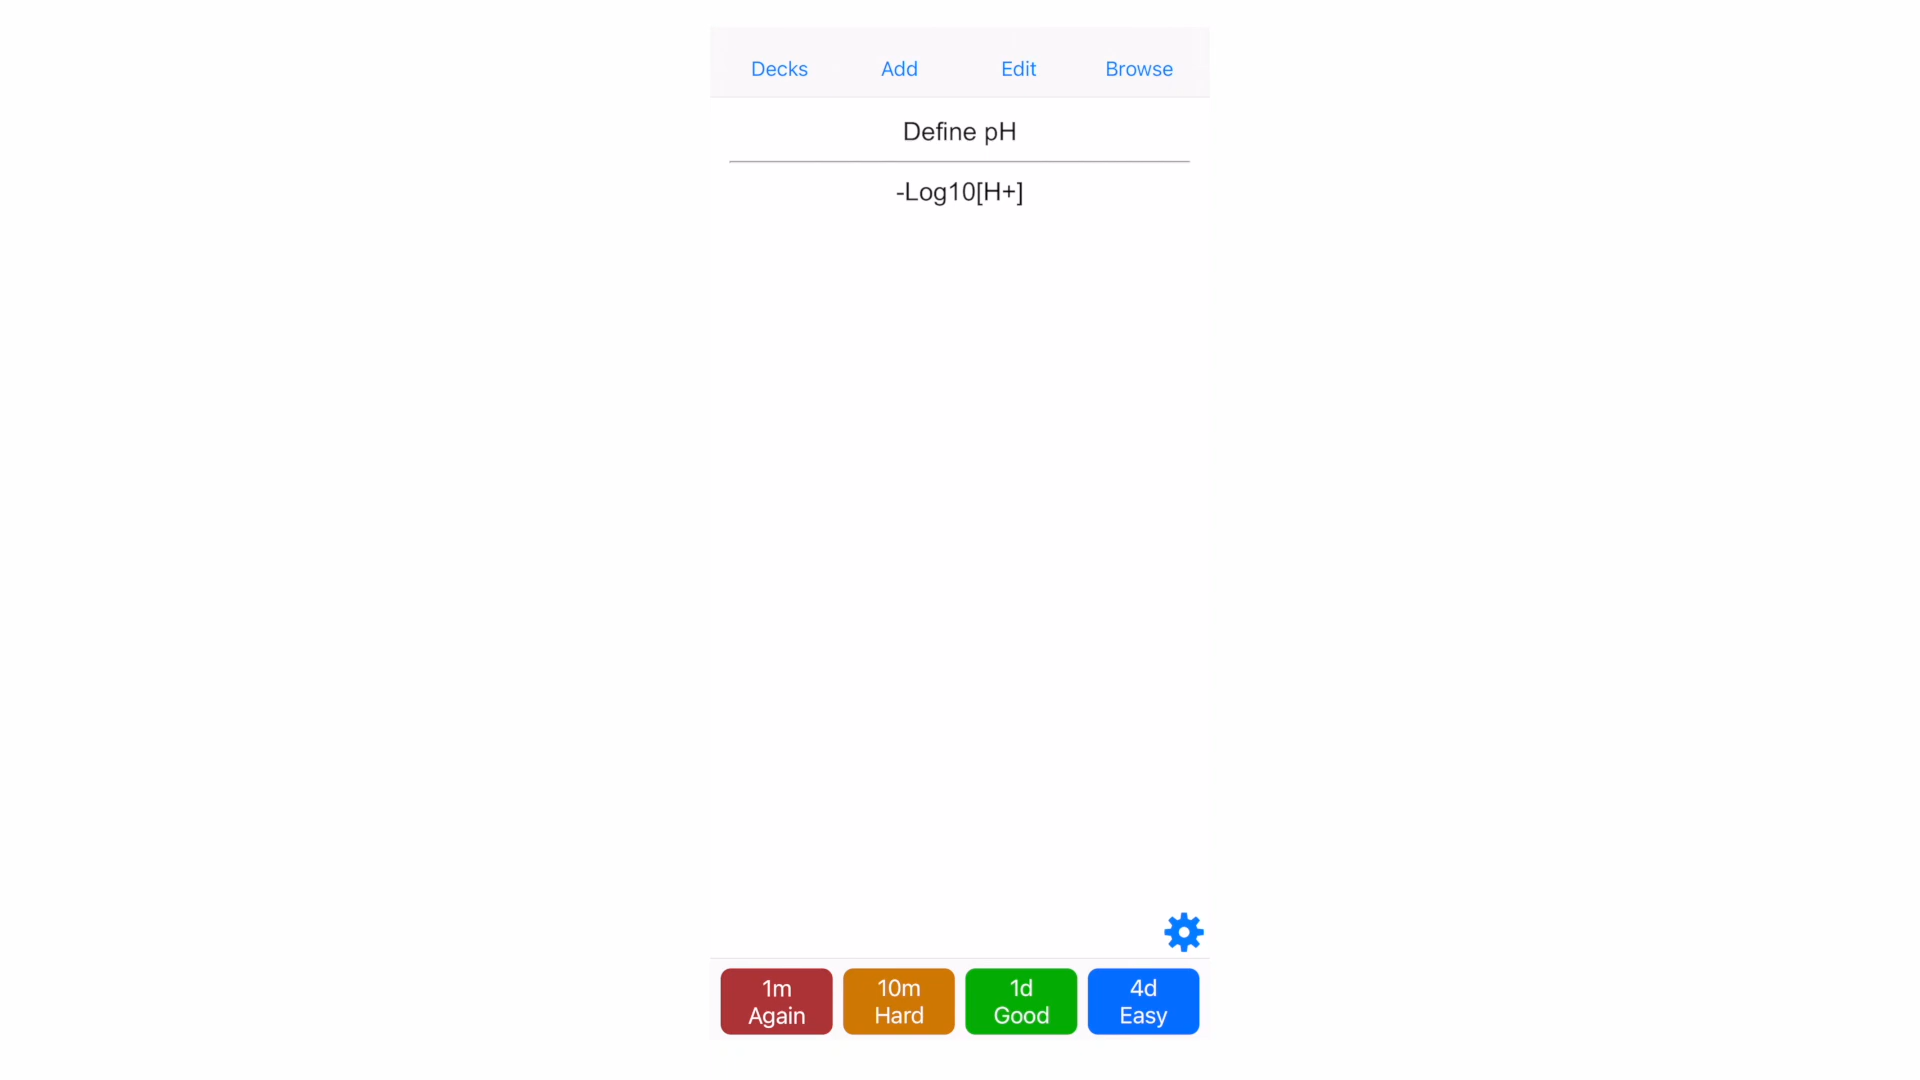 Decks Add Edit Browse
Define pH
-Log10[H+]
1m 10m 1d 4d
Again Hard Good Easy